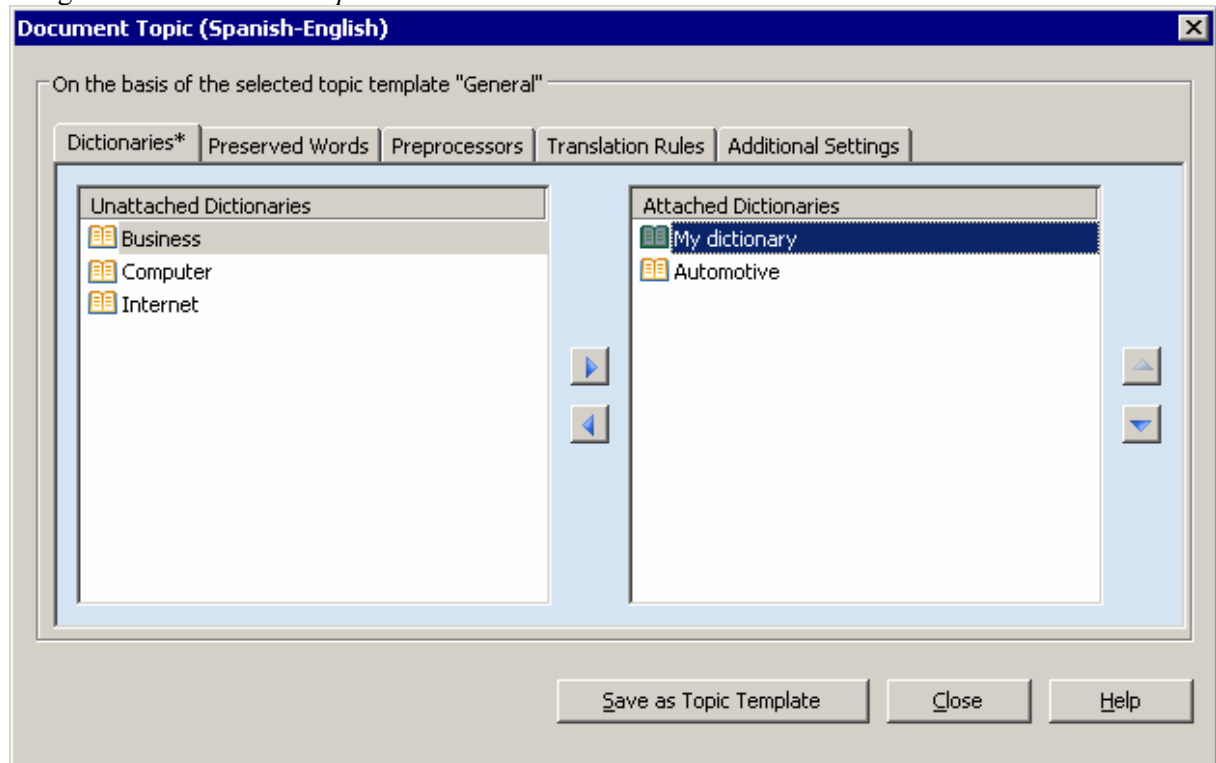 Document Topic (Spanish-English)
On the basis of the selected topic template "General"
Dictionaries* Preserved Words Preprocessors Translation Rules Additional Settings
Unattached Dictionaries
Business
Computer
Internet
Attached Dictionaries
My dictionary
Automotive
Save as Topic Template Close Help